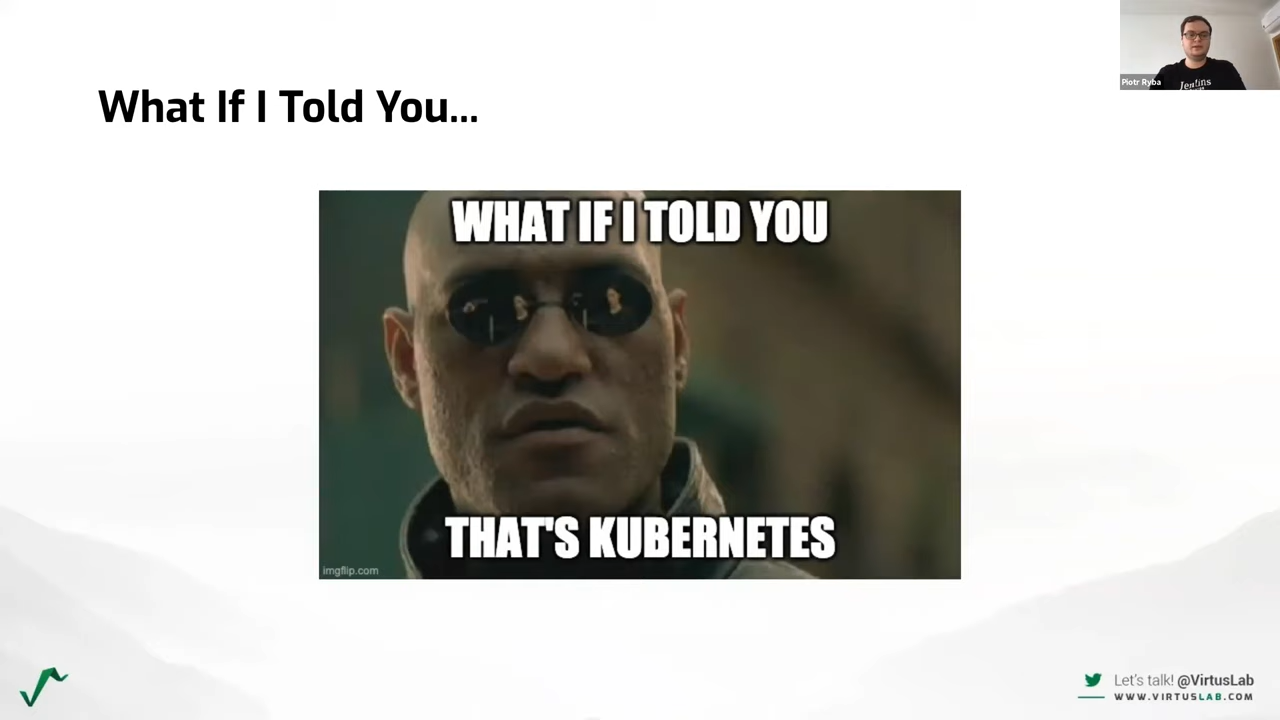 Piotr Ryba
Jenkins
What If I Told You...
WHAT IF I TOLD YOU
THAT'S KUBERNETES
imgflip.com
Let's talk! @VirtusLab
WWW.VIRTUSLAB.COM